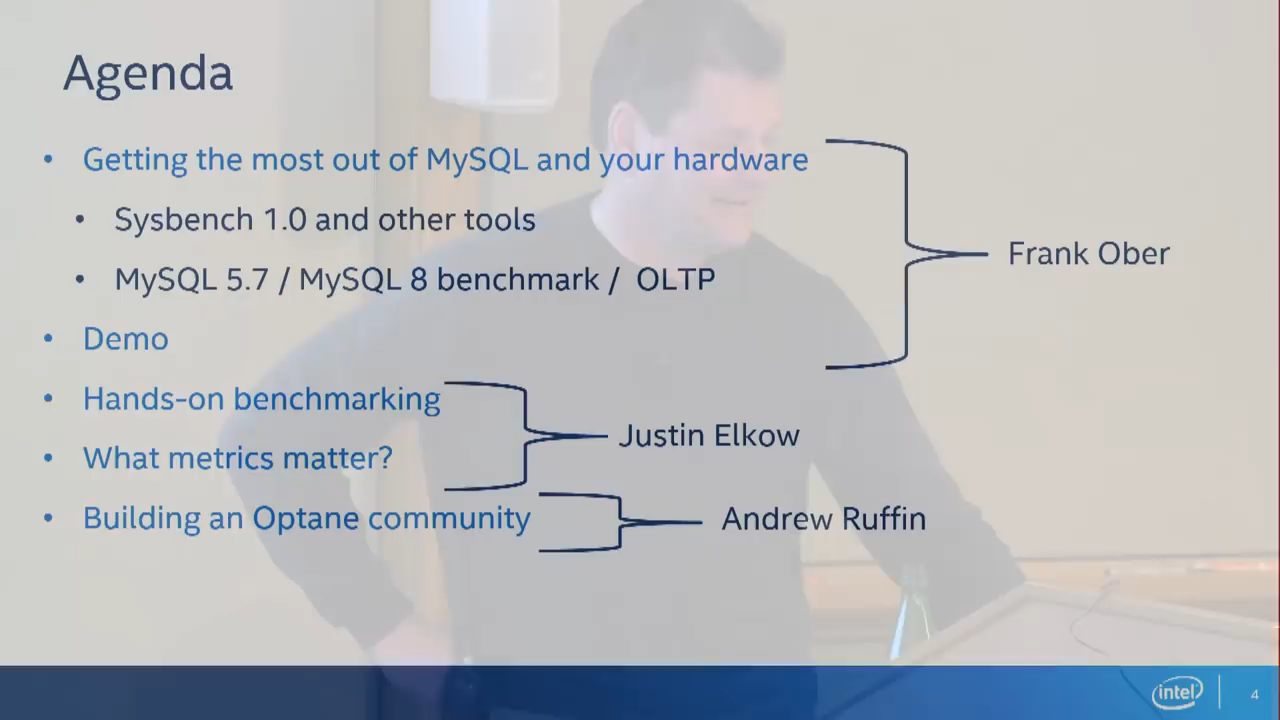 Agenda
• Getting the most out of MySQL and your hardware
• Sysbench 1.0 and other tools
• MySQL 5.7 / MySQL 8 benchmark / OLTP
Frank Ober
• Demo
• Hands-on benchmarking
• What metrics matter?
Justin Elkow
• Building an Optane community
Andrew Ruffin
intel
4